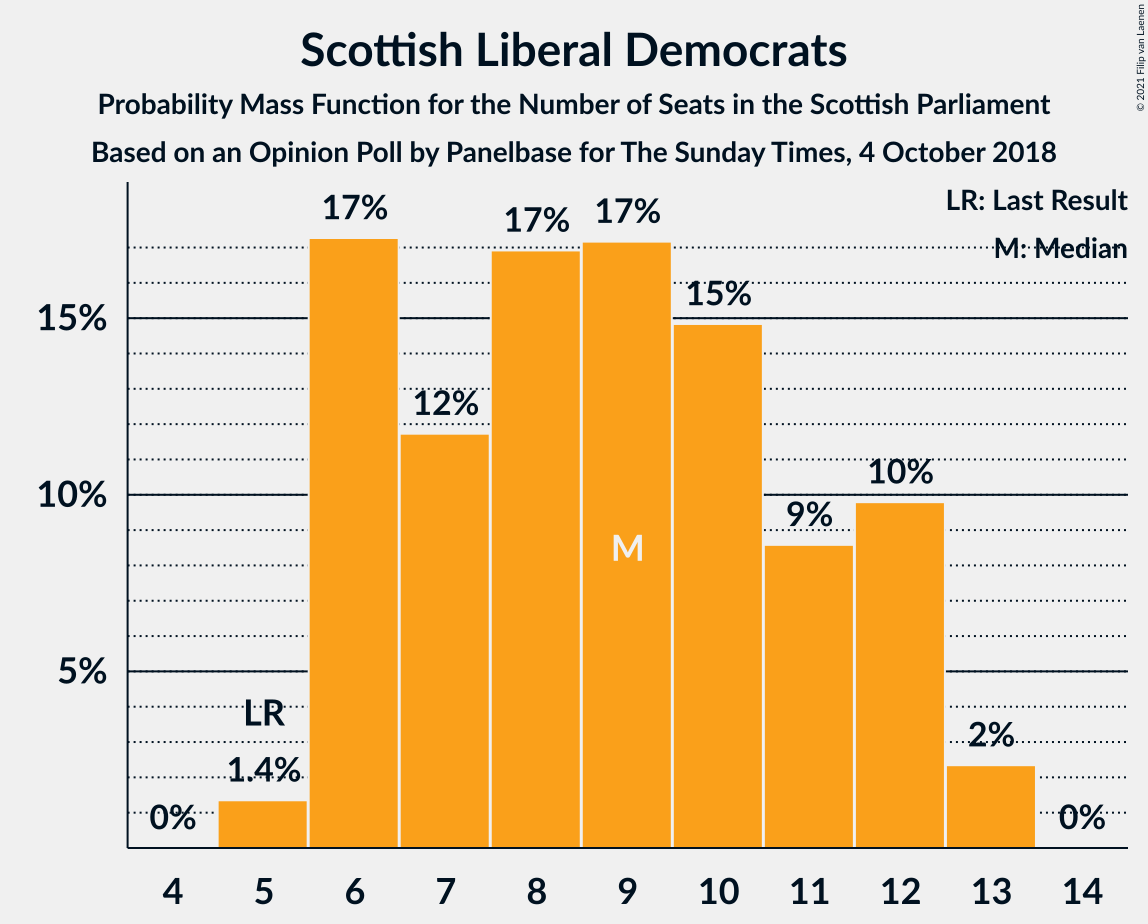 Scottish Liberal Democrats
Probability Mass Function for the Number of Seats in the Scottish Parliament
Based on an Opinion Poll by Panelbase for The Sunday Times, 4 October 2018
© 2021 Filip van Laenen
LR: Last Result
M: Median
17%
17%
17%
15%
15%
12%
10%
10%
9%
M
5%
LR
2%
1.4%
0%
0%
4 5 6 7 8 9 10 11 12 13 14